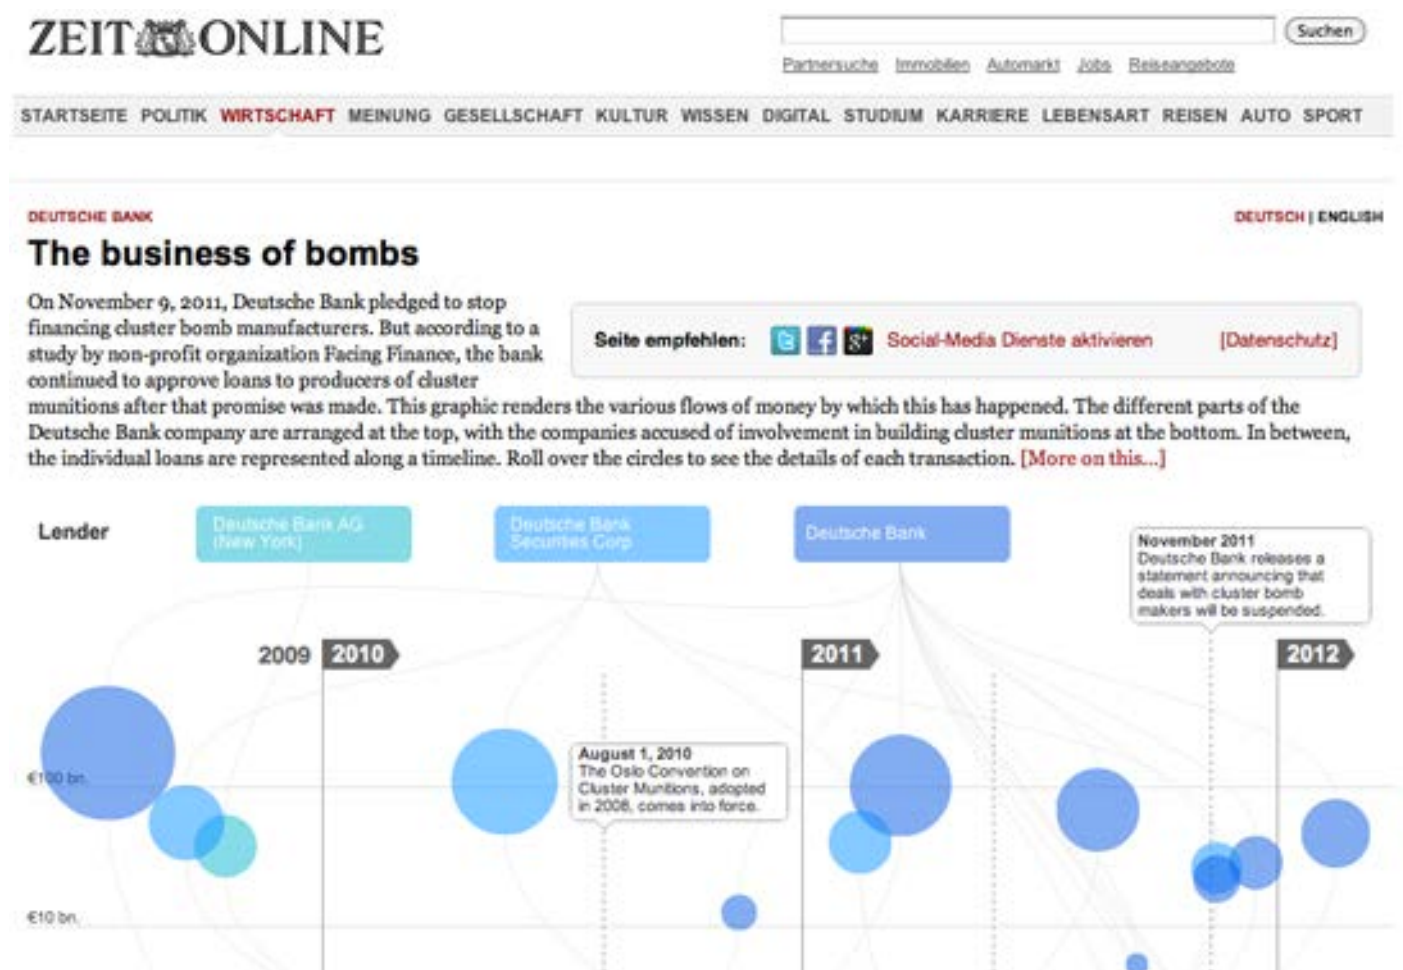 ZEIT ONLINE
Suchen
Partnersuche Immobilien Automarkt Jobs Reiseangebote
STARTSEITE POLITIK WIRTSCHAFT MEINUNG GESELLSCHAFT KULTUR WISSEN DIGITAL STUDIUM KARRIERE LEBENSART REISEN AUTO SPORT
DEUTSCHE BANK
DEUTSCH | ENGLISH
The business of bombs
On November 9, 2011, Deutsche Bank pledged to stop
financing cluster bomb manufacturers. But according to a
study by non-profit organization Facing Finance, the bank
continued to approve loans to producers of cluster
munitions after that promise was made. This graphic renders the various flows of money by which this has happened. The different parts of the
Deutsche Bank company are arranged at the top, with the companies accused of involvement in building cluster munitions at the bottom. In between,
the individual loans are represented along a timeline. Roll over the circles to see the details of each transaction. [More on this...]
Seite empfehlen: Social-Media Dienste aktivieren [Datenschutz]
Lender
Deutsche Bank AG
(New York)
Deutsche Bank
Securities Corp
Deutsche Bank
November 2011
Deutsche Bank releases a
statement announcing that
deals with cluster bomb
makers will be suspended.
2009 2010 2011 2012
August 1, 2010
The Oslo Convention on
Cluster Munitions, adopted
in 2008, comes into force.
€100 bn.
€10 bn.